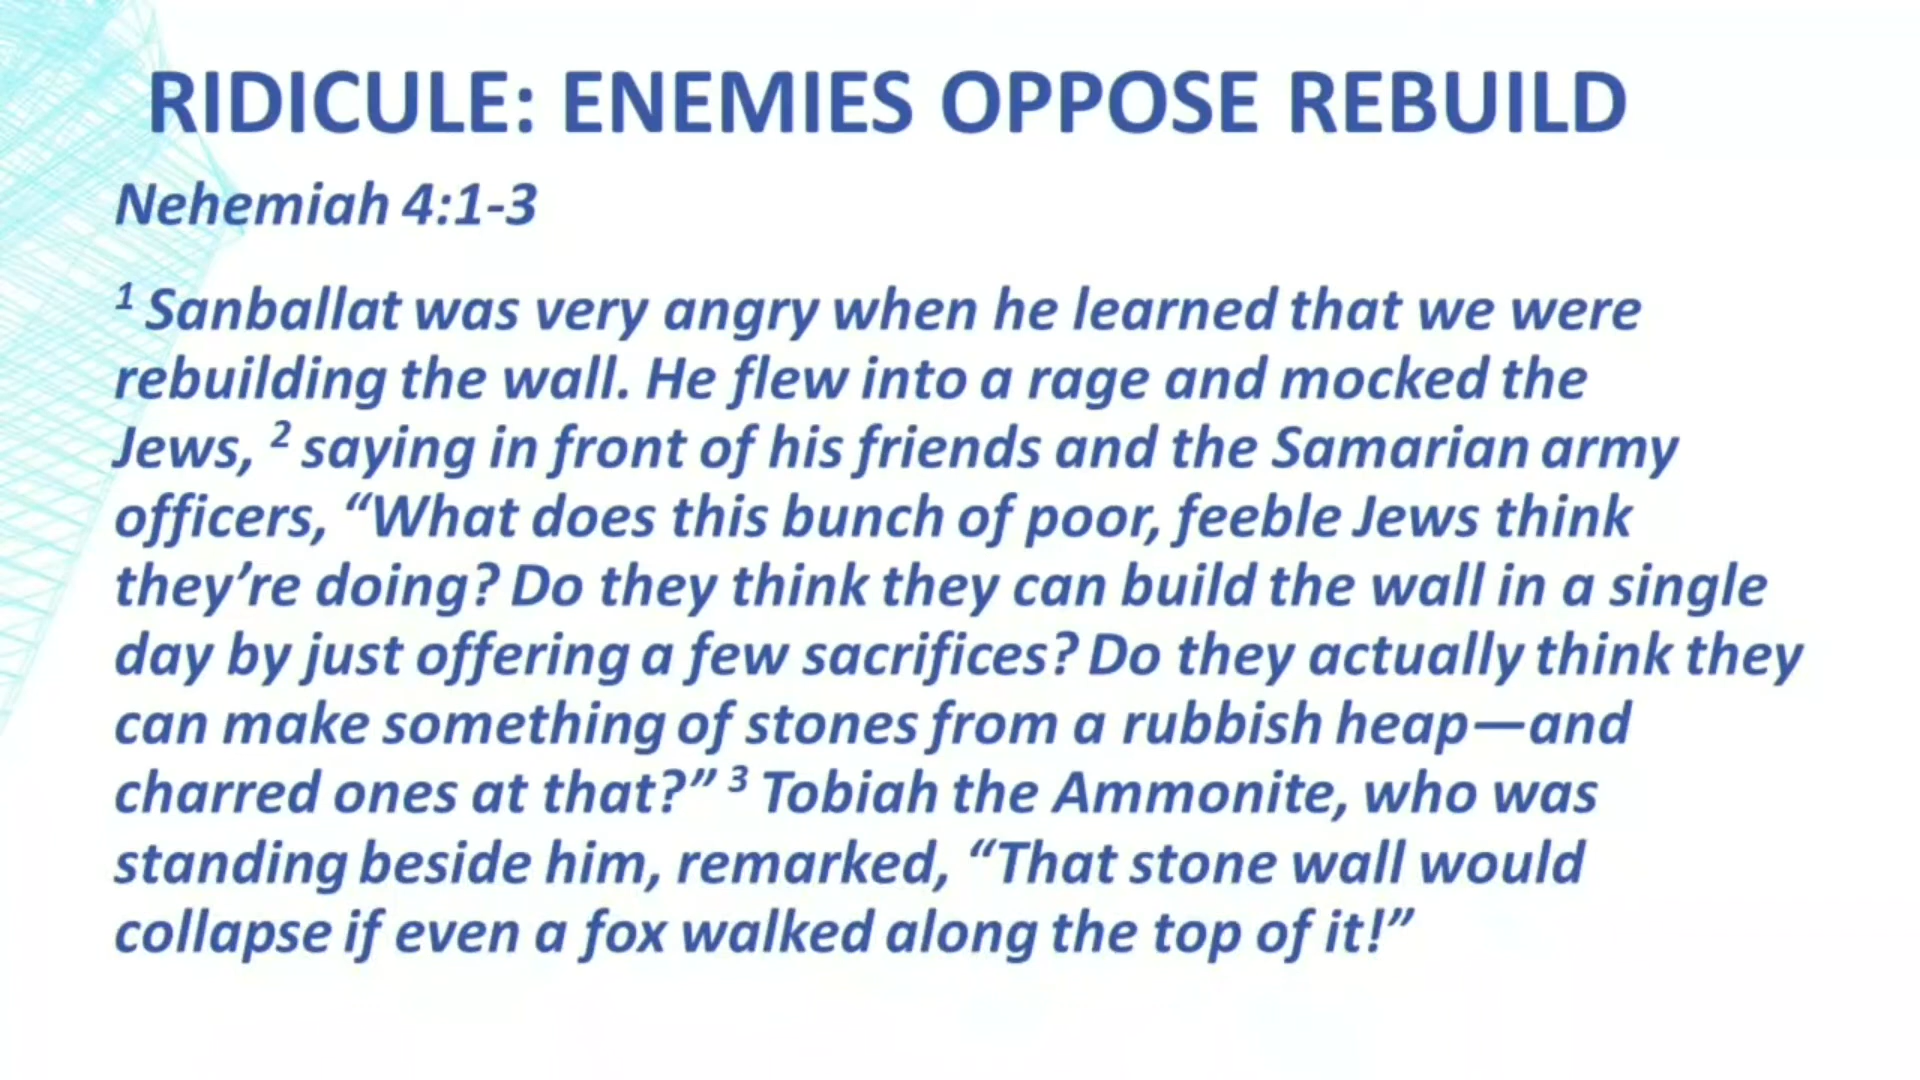 RIDICULE: ENEMIES OPPOSE REBUILD
Nehemiah 4:1-3
1 Sanballat was very angry when he learned that we were
rebuilding the wall. He flew into a rage and mocked the
Jews, 2 saying in front of his friends and the Samarian army
officers, “What does this bunch of poor, feeble Jews think
they’re doing? Do they think they can build the wall in a single
day by just offering a few sacrifices? Do they actually think they
can make something of stones from a rubbish heap—and
charred ones at that?” 3 Tobiah the Ammonite, who was
standing beside him, remarked, “That stone wall would
collapse if even a fox walked along the top of it!”